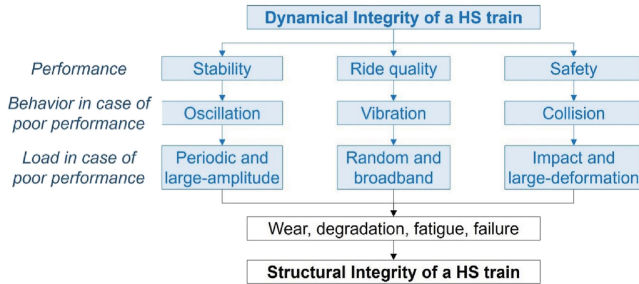 Dynamical Integrity of a HS train
Performance
Stability
Ride quality
Safety
Behavior in case of
poor performance
Oscillation
Vibration
Collision
Load in case of
poor performance
Periodic and
large-amplitude
Random and
broadband
Impact and
large-deformation
Wear, degradation, fatigue, failure
Structural Integrity of a HS train